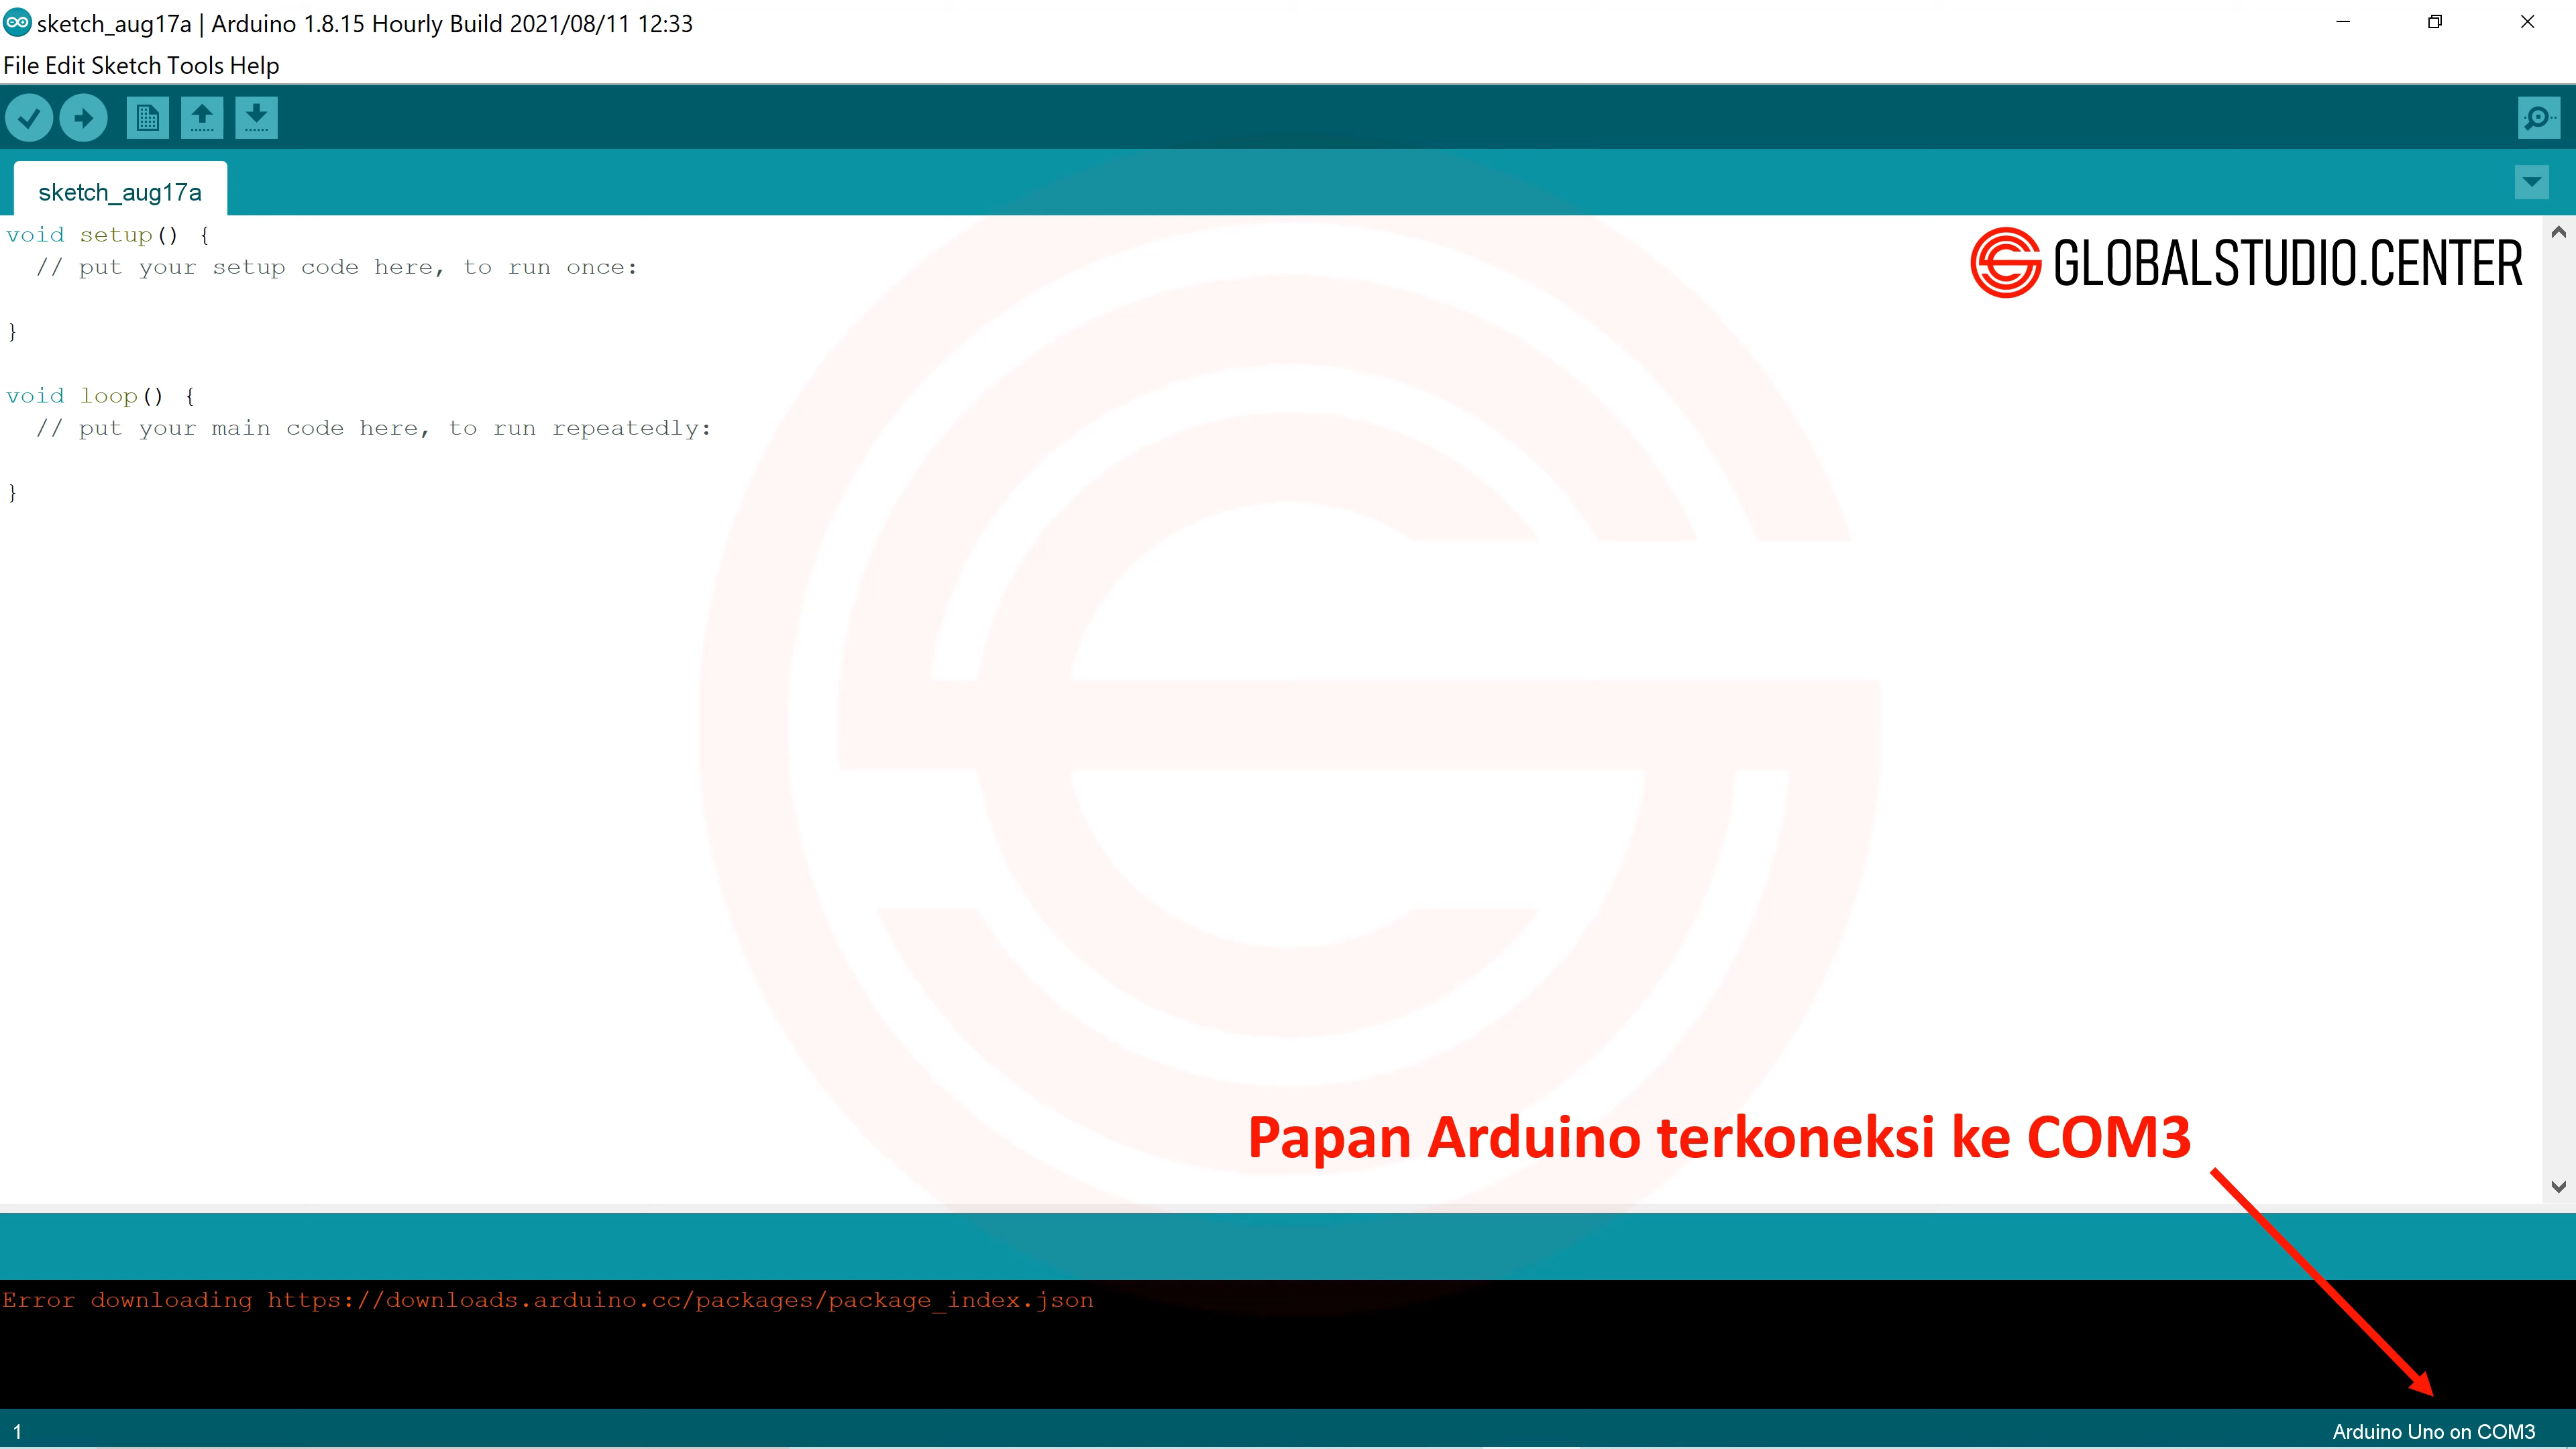 sketch_aug17a | Arduino 1.8.15 Hourly Build 2021/08/11 12:33
File Edit Sketch Tools Help
sketch_aug17a
void setup() {
  // put your setup code here, to run once:
}
void loop() {
  // put your main code here, to run repeatedly:
}
GLOBALSTUDIO.CENTER
Papan Arduino terkoneksi ke COM3
Error downloading https://downloads.arduino.cc/packages/package_index.json
1
Arduino Uno on COM3